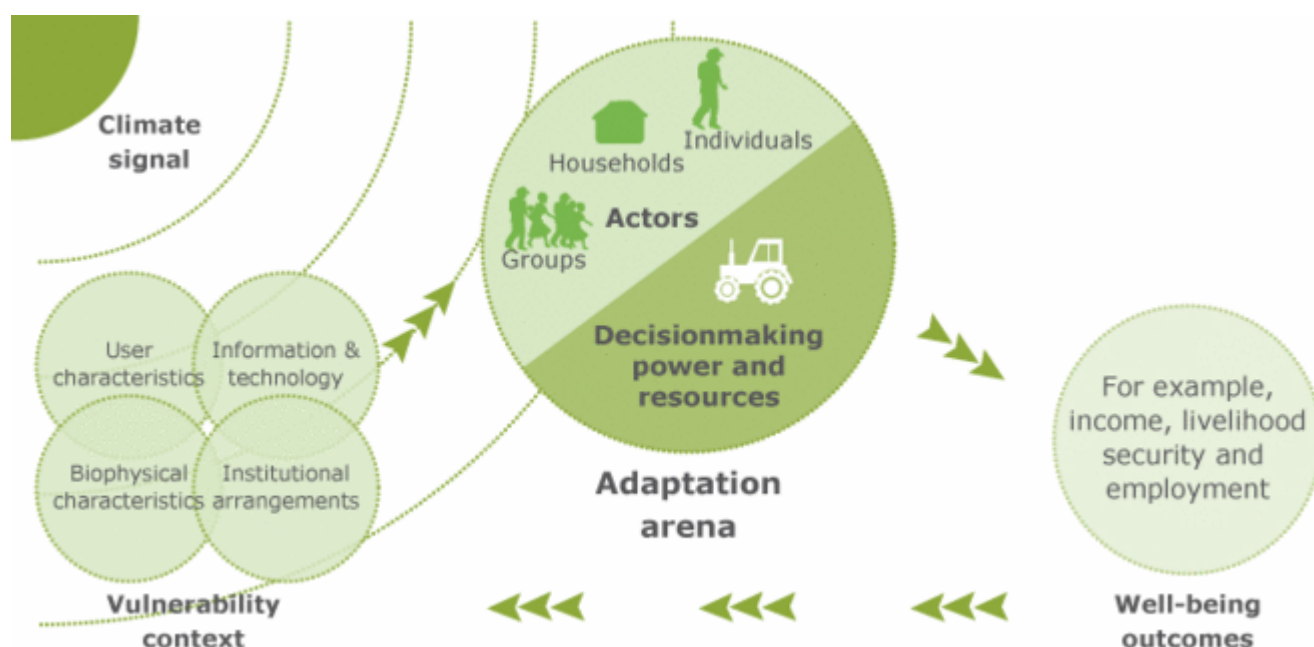 Climate
signal
Individuals
Households
Actors
Groups
Decisionmaking
power and
resources
Adaptation
arena
User
characteristics
Information &
technology
Biophysical
characteristics
Institutional
arrangements
Vulnerability
context
For example,
income, livelihood
security and
employment
Well-being
outcomes